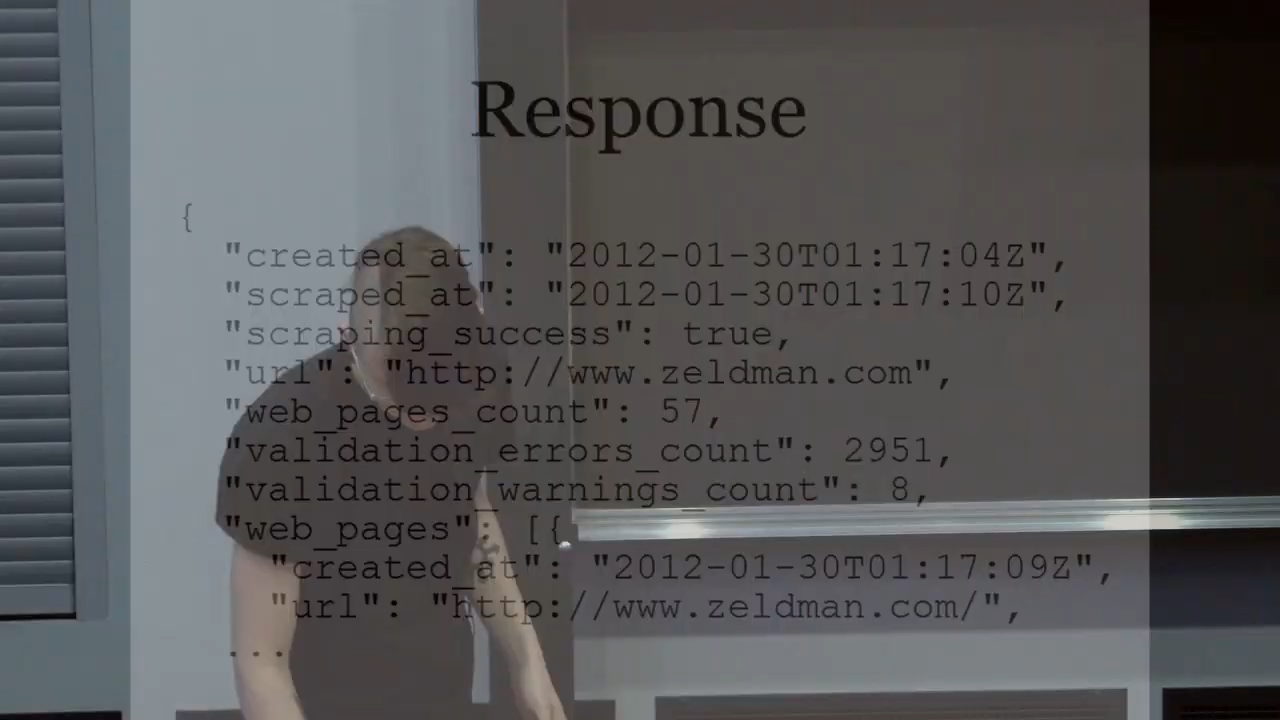 Response
{
"created_at": "2012-01-30T01:17:04Z",
"scraped_at": "2012-01-30T01:17:10Z",
"scraping_success": true,
"url": "http://www.zeldman.com",
"web_pages_count": 57,
"validation_errors_count": 2951,
"validation_warnings_count": 8,
"web_pages": [{
"created_at": "2012-01-30T01:17:09Z",
"url": "http://www.zeldman.com/",
...